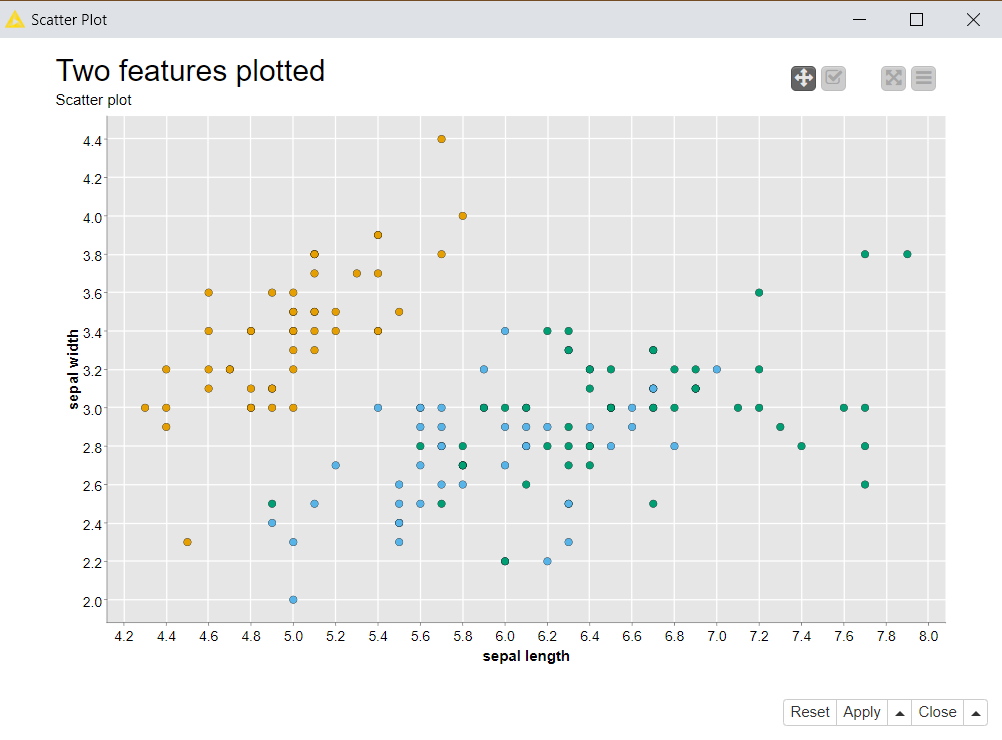 Scatter Plot
Two features plotted
Scatter plot
4.4
4.2
4.0
3.8
3.6
3.4
3.2
3.0
2.8
2.6
2.4
2.2
2.0
sepal width
4.2 4.4 4.6 4.8 5.0 5.2 5.4 5.6 5.8 6.0 6.2 6.4 6.6 6.8 7.0 7.2 7.4 7.6 7.8 8.0
sepal length
Reset Apply Close